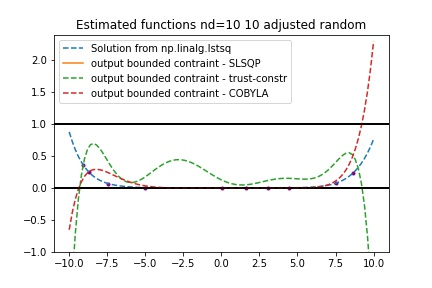 Estimated functions nd=10 10 adjusted random
Solution from np.linalg.lstsq
output bounded contraint - SLSQP
output bounded contraint - trust-constr
output bounded contraint - COBYLA
2.0
1.5
1.0
0.5
0.0
−0.5
−1.0
−10.0 −7.5 −5.0 −2.5 0.0 2.5 5.0 7.5 10.0